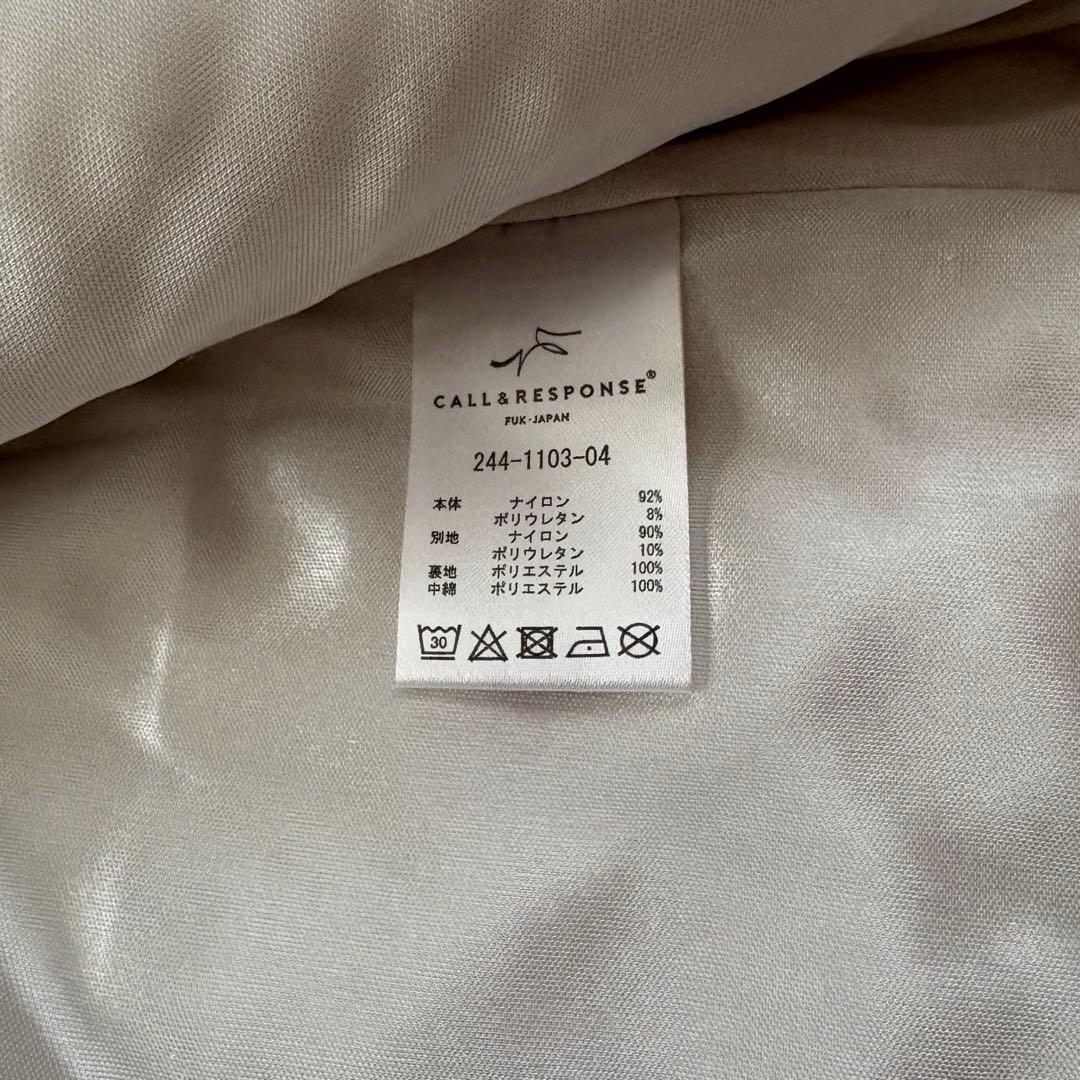 CALL&RESPONSE®
FUK·JAPAN
244-1103-04
本体 ナイロン 92%
ポリウレタン 8%
別地 ナイロン 90%
ポリウレタン 10%
裏地 ポリエステル 100%
中綿 ポリエステル 100%
30